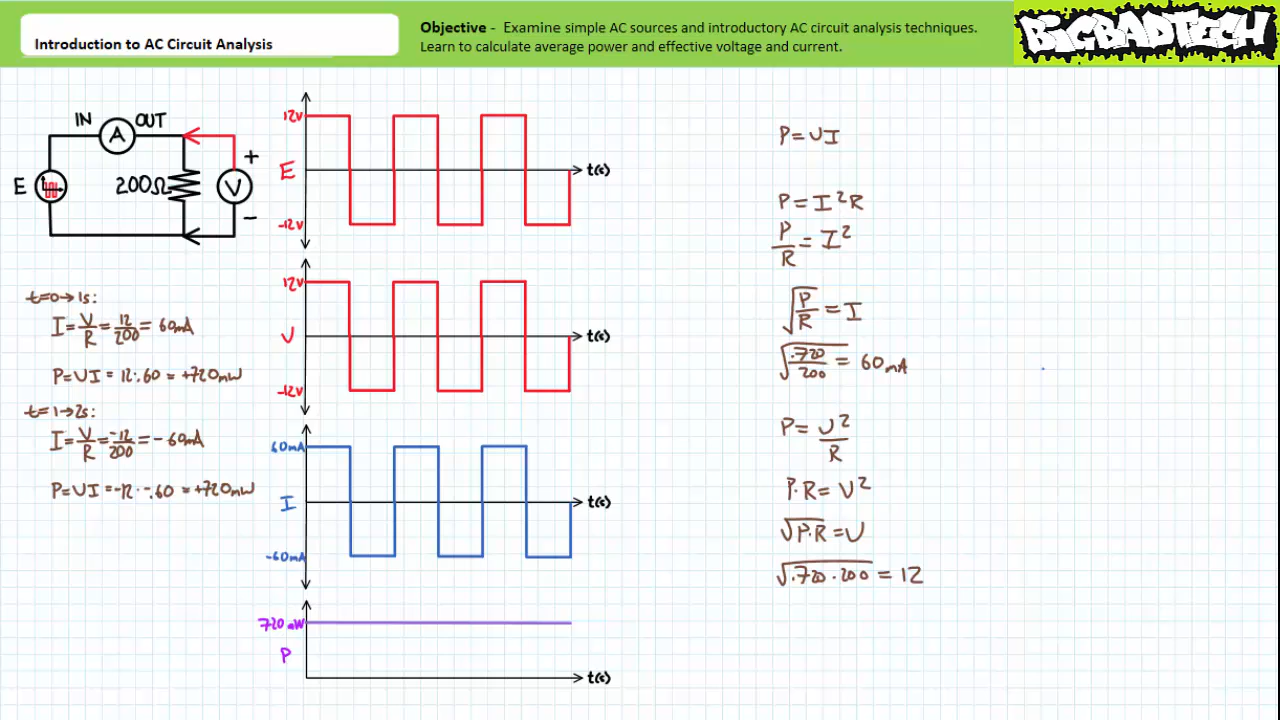 Introduction to AC Circuit Analysis
Objective - Examine simple AC sources and introductory AC circuit analysis techniques.
Learn to calculate average power and effective voltage and current.
BIGBADTECH
IN A OUT
E 200Ω V + -
t=0→1s:
I = V/R = 12/200 = 60mA
P=VI = 12·.60 = +720mW
t=1→2s:
I = V/R = -12/200 = -60mA
P=VI = -12·-.60 = +720mW
12V
E t(s)
-12V
12V
V t(s)
-12V
60mA
I t(s)
-60mA
720mW
P
t(s)
P=VI
P=I²R
P/R = I²
√P/R = I
√.720/200 = 60mA
P = V²/R
P·R=V²
√P·R = V
√.720·200 = 12